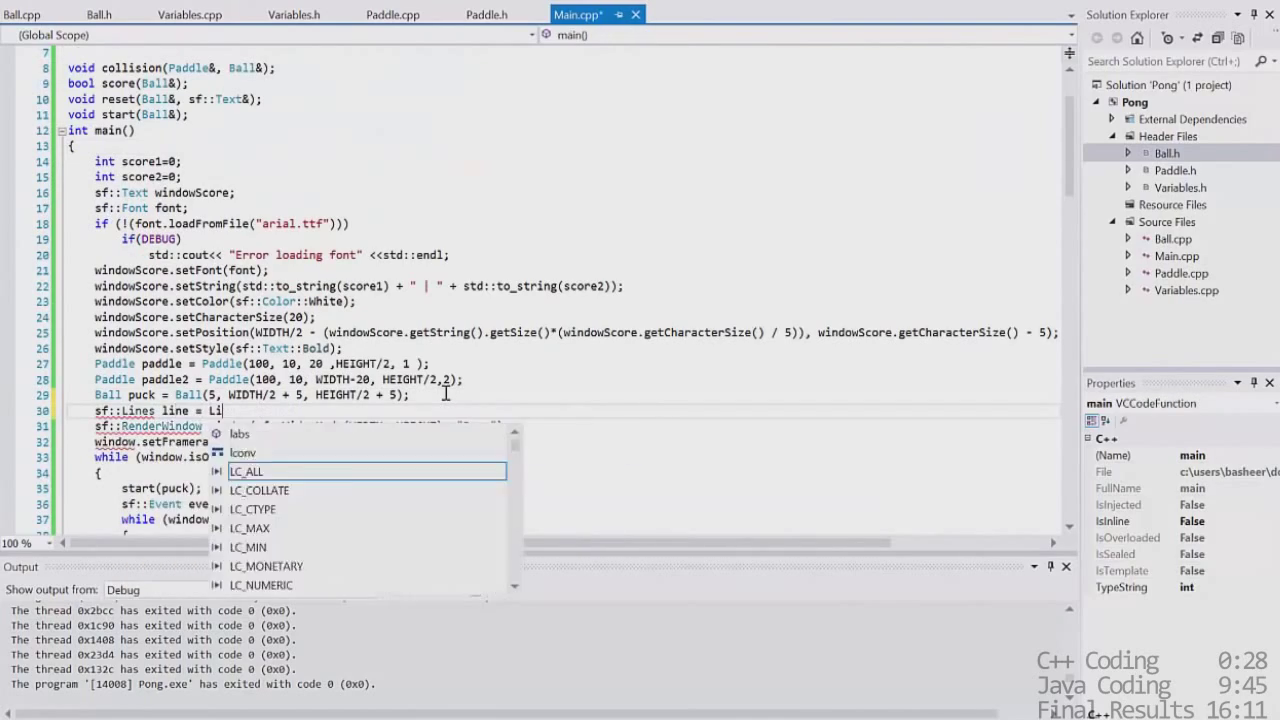 Ball.cpp Ball.h Variables.cpp Variables.h Paddle.cpp Paddle.h Main.cpp*
(Global Scope) main()
7
8 void collision(Paddle&, Ball&);
9 bool score(Ball&);
10 void reset(Ball&, sf::Text&);
11 void start(Ball&);
12 int main()
13 {
14 int score1=0;
15 int score2=0;
16 sf::Text windowScore;
17 sf::Font font;
18 if (!(font.loadFromFile("arial.ttf")))
19 if(DEBUG)
20 std::cout<< "Error loading font" <<std::endl;
21 windowScore.setFont(font);
22 windowScore.setString(std::to_string(score1) + " | " + std::to_string(score2));
23 windowScore.setColor(sf::Color::White);
24 windowScore.setCharacterSize(20);
25 windowScore.setPosition(WIDTH/2 - (windowScore.getString().getSize()*(windowScore.getCharacterSize() / 5)), windowScore.getCharacterSize() - 5);
26 windowScore.setStyle(sf::Text::Bold);
27 Paddle paddle = Paddle(100, 10, 20 ,HEIGHT/2, 1 );
28 Paddle paddle2 = Paddle(100, 10, WIDTH-20, HEIGHT/2,2);
29 Ball puck = Ball(5, WIDTH/2 + 5, HEIGHT/2 + 5);
30 sf::Lines line = Li
31 sf::RenderWindow
32 window.setFramera
33 while (window.isO
34 {
35 start(puck);
36 sf::Event eve
37 while (window
labs
lconv
LC_ALL
LC_COLLATE
LC_CTYPE
LC_MAX
LC_MIN
LC_MONETARY
LC_NUMERIC
100 %
Output
Show output from: Debug
The thread 0x2bcc has exited with code 0 (0x0).
The thread 0x1c90 has exited with code 0 (0x0).
The thread 0x1640 has exited with code 0 (0x0).
The thread 0x23d4 has exited with code 0 (0x0).
The thread 0x132c has exited with code 0 (0x0).
The program '[14008] Pong.exe' has exited with code 0 (0x0).
Solution Explorer
Search Solution Explorer (Ctrl+;)
Solution 'Pong' (1 project)
Pong
External Dependencies
Header Files
Ball.h
Paddle.h
Variables.h
Resource Files
Source Files
Ball.cpp
Main.cpp
Paddle.cpp
Variables.cpp
Properties
main VCCodeFunction
C++
(Name) main
File c:\users\basheer\do
FullName main
IsInjected False
IsInline False
IsOverloaded False
IsSealed False
IsTemplate False
TypeString int
C++ Coding 0:28
Java Coding 9:45
Final Results 16:11
C++